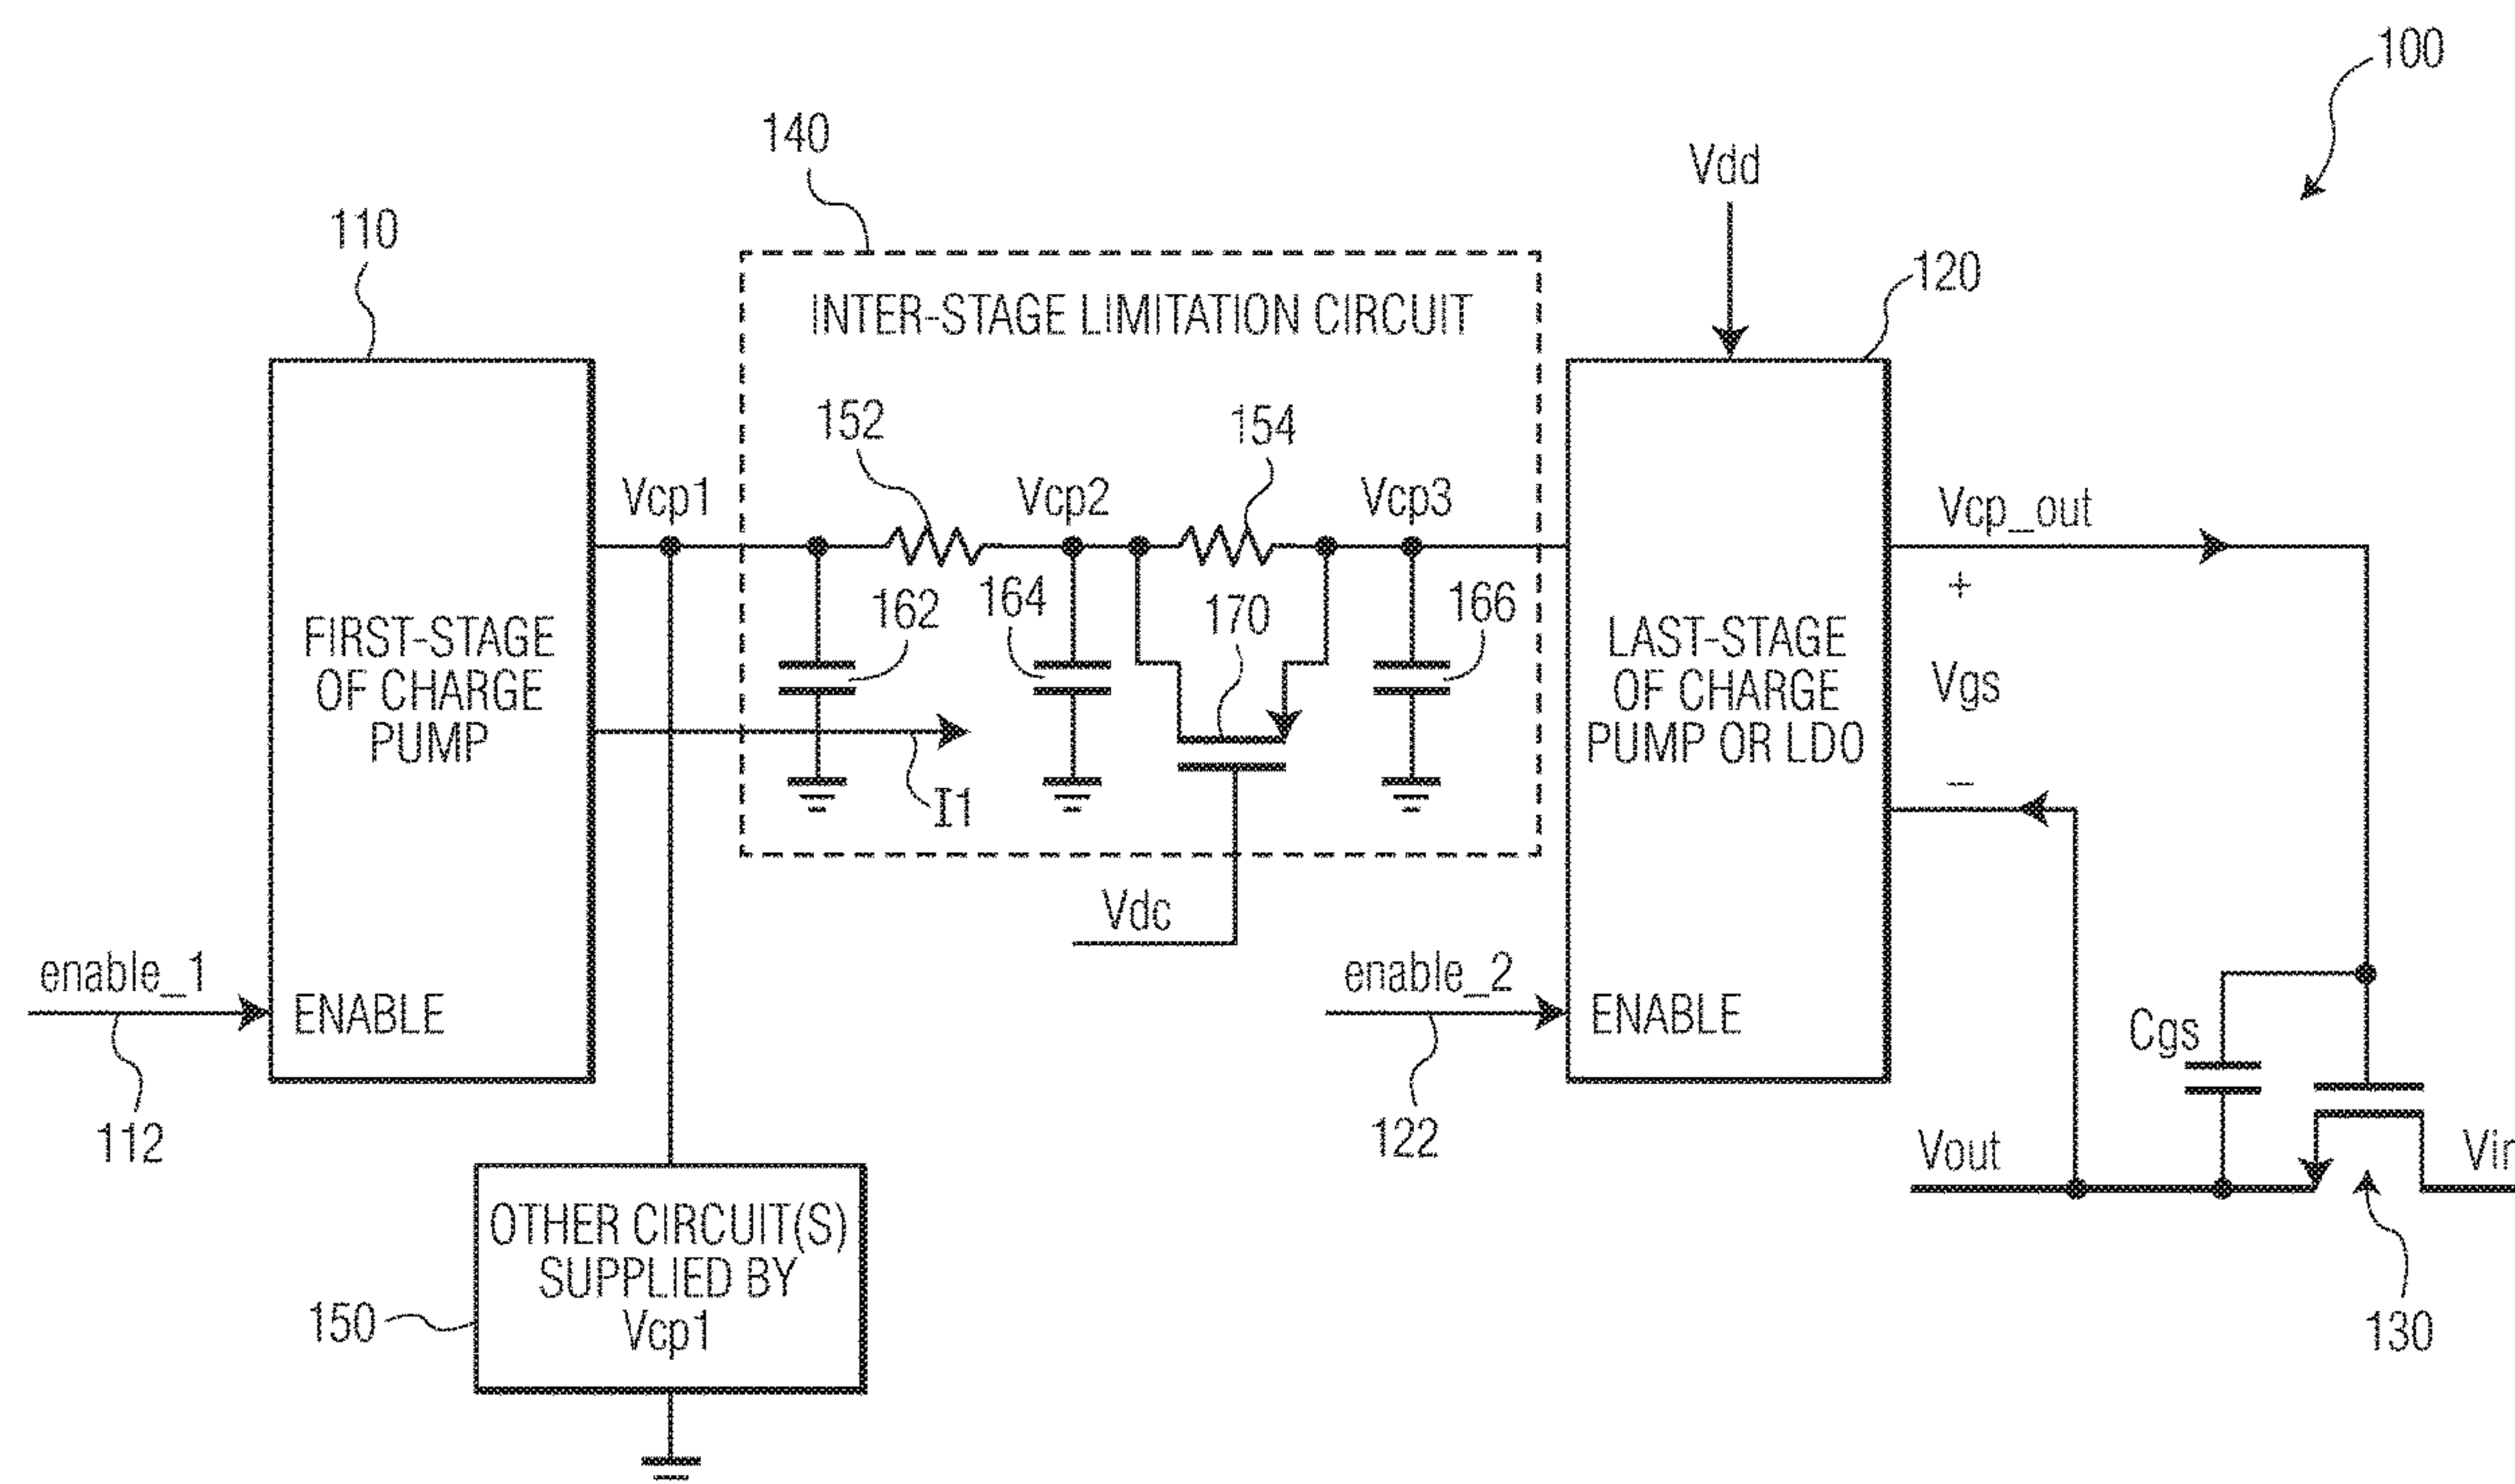 100
140
Vdd
110
120
INTER-STAGE LIMITATION CIRCUIT
152
154
Vcp1
Vcp2
Vcp3
Vcp_out
+
162
164
170
166
FIRST-STAGE
OF CHARGE
PUMP
LAST-STAGE
OF CHARGE
PUMP OR LDO
Vgs
–
I1
Vdc
enable_1
ENABLE
enable_2
ENABLE
Cgs
112
122
Vout
OTHER CIRCUIT(S)
SUPPLIED BY
Vcp1
150
130